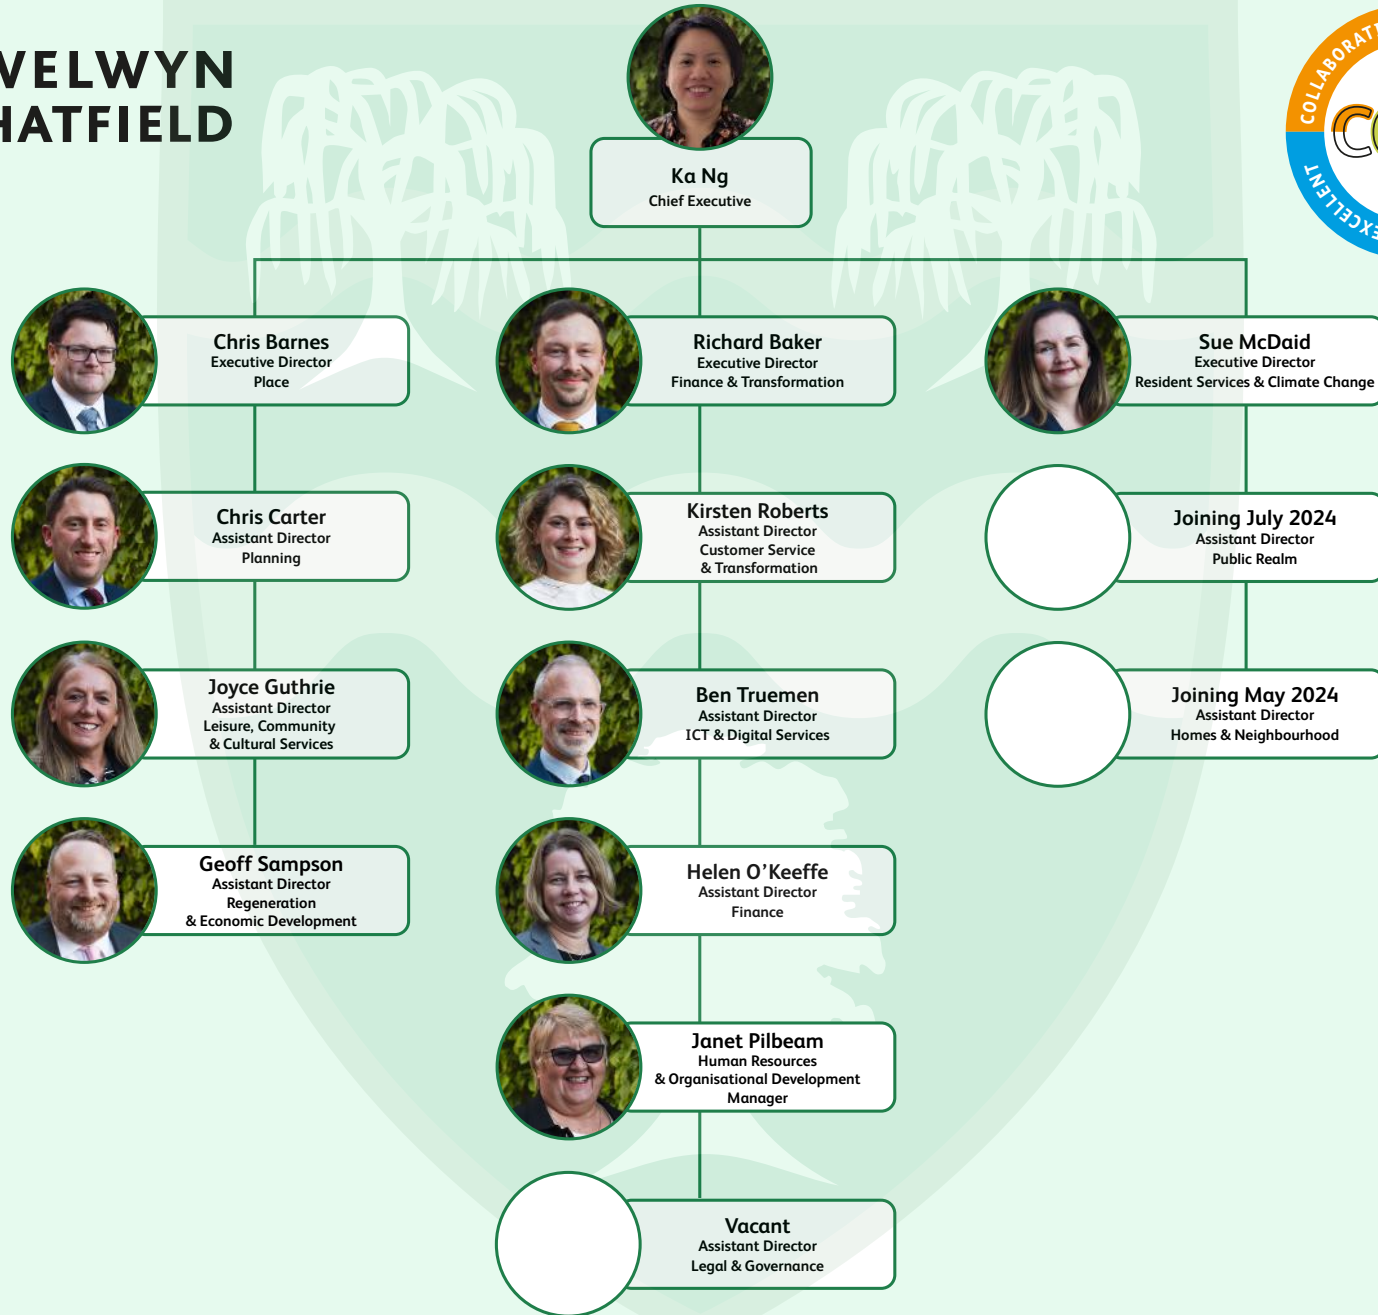 WELWYN
HATFIELD
COLLABORATI
EXCELLENT
Ka Ng
Chief Executive
Chris Barnes
Executive Director
Place
Richard Baker
Executive Director
Finance & Transformation
Sue McDaid
Executive Director
Resident Services & Climate Change
Chris Carter
Assistant Director
Planning
Kirsten Roberts
Assistant Director
Customer Service
& Transformation
Joining July 2024
Assistant Director
Public Realm
Joyce Guthrie
Assistant Director
Leisure, Community
& Cultural Services
Ben Truemen
Assistant Director
ICT & Digital Services
Joining May 2024
Assistant Director
Homes & Neighbourhood
Geoff Sampson
Assistant Director
Regeneration
& Economic Development
Helen O’Keeffe
Assistant Director
Finance
Janet Pilbeam
Human Resources
& Organisational Development
Manager
Vacant
Assistant Director
Legal & Governance